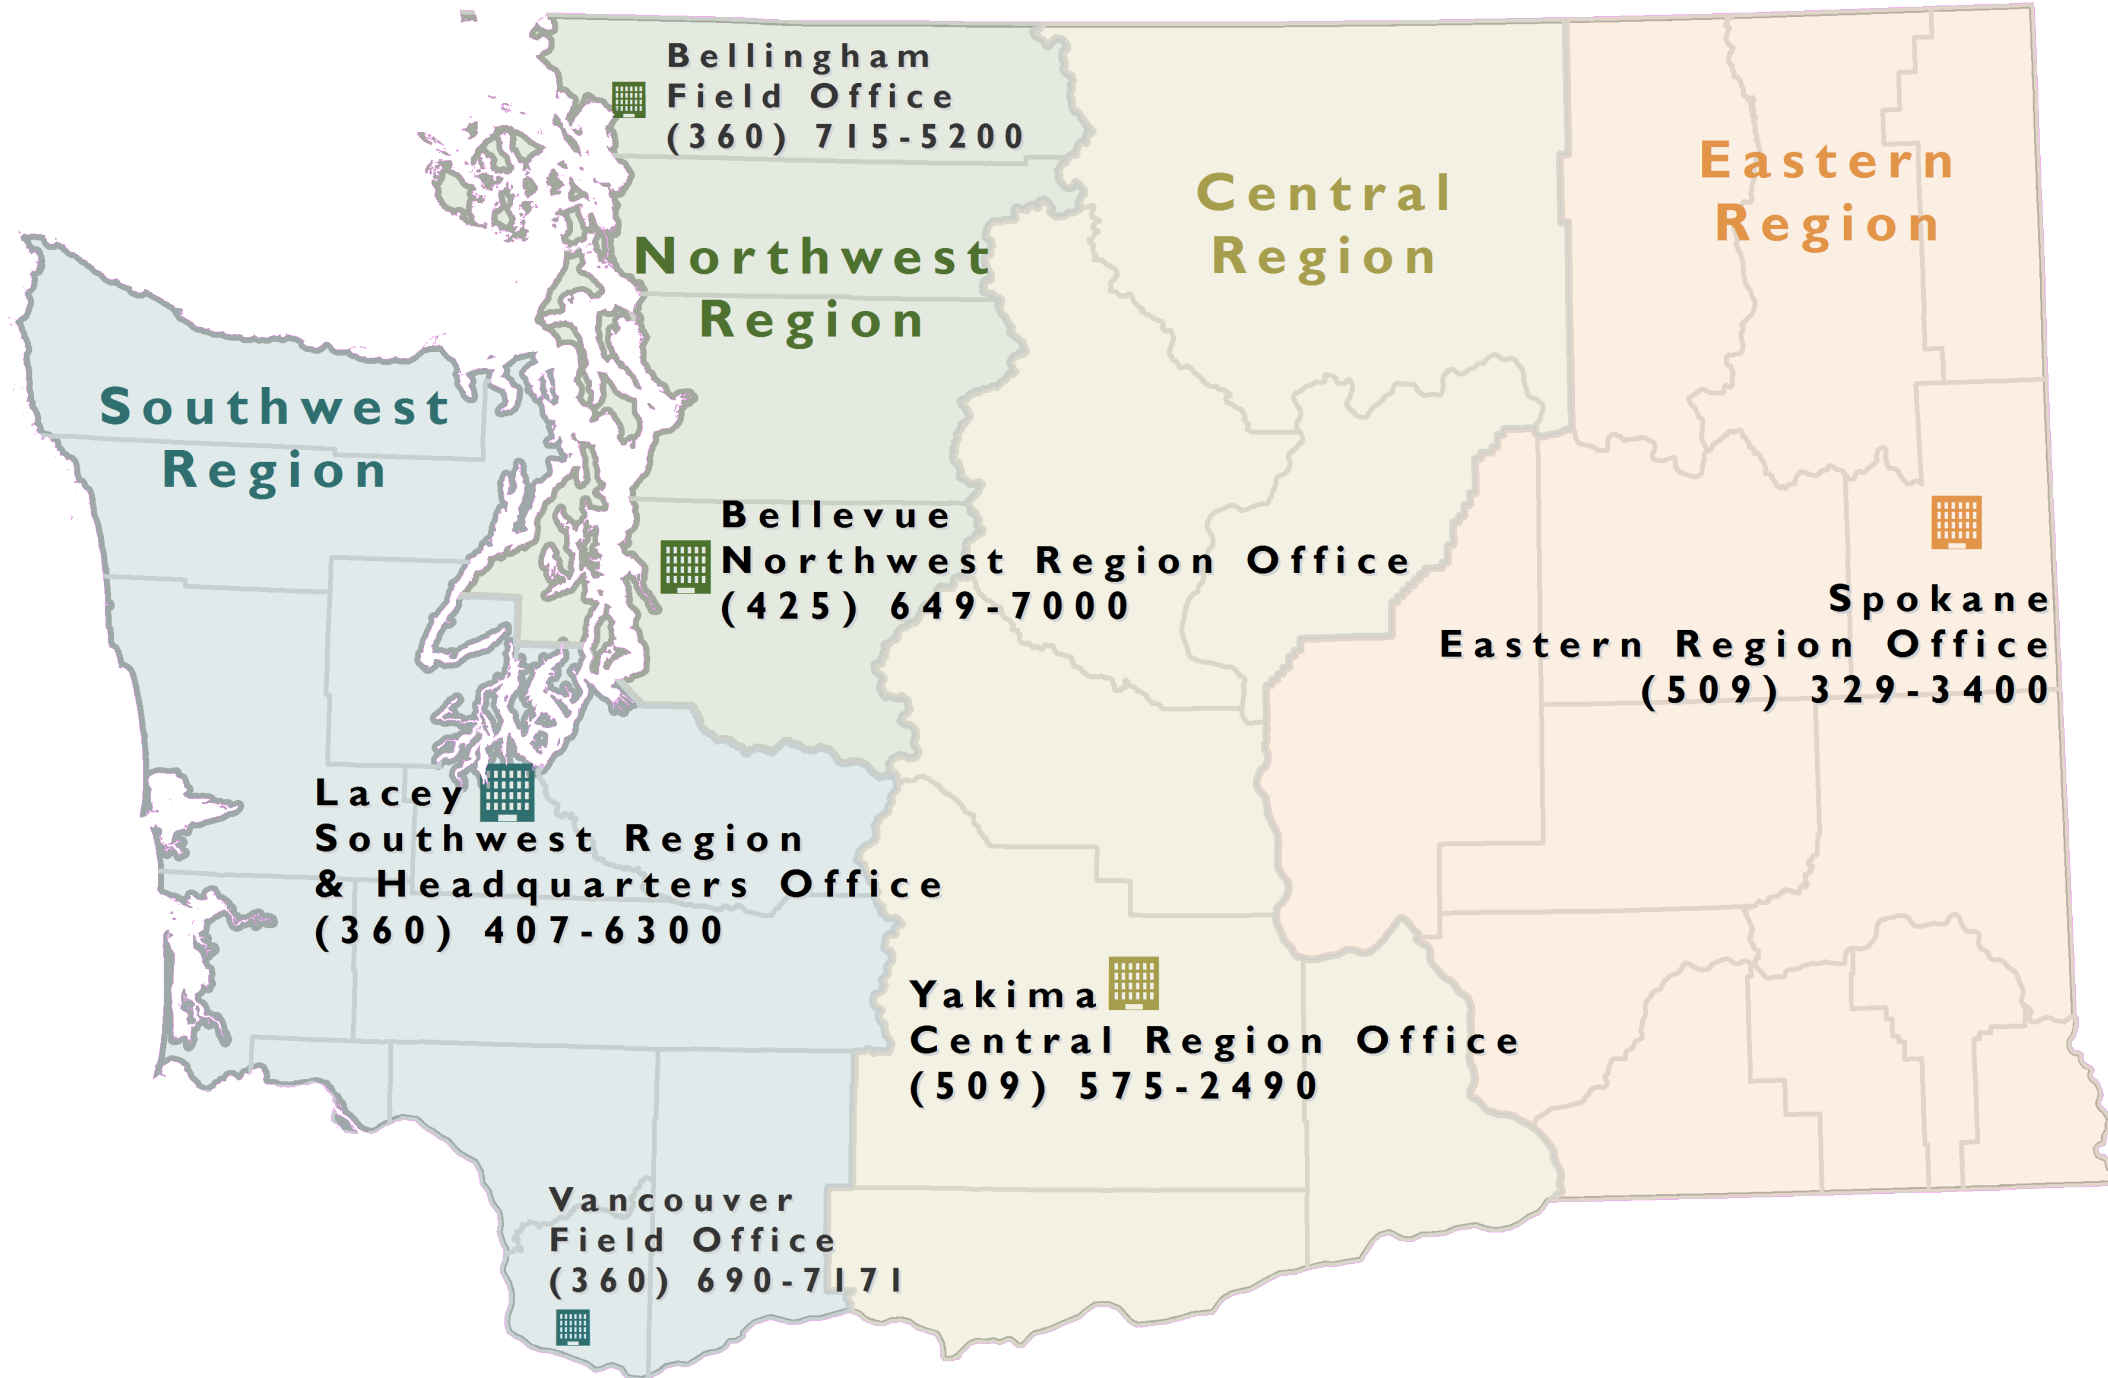 Bellingham
Field Office
(360) 715-5200
Eastern
Region
Central
Region
Northwest
Region
Southwest
Region
Bellevue
Northwest Region Office
(425) 649-7000
Spokane
Eastern Region Office
(509) 329-3400
Lacey
Southwest Region
& Headquarters Office
(360) 407-6300
Yakima
Central Region Office
(509) 575-2490
Vancouver
Field Office
(360) 690-7171